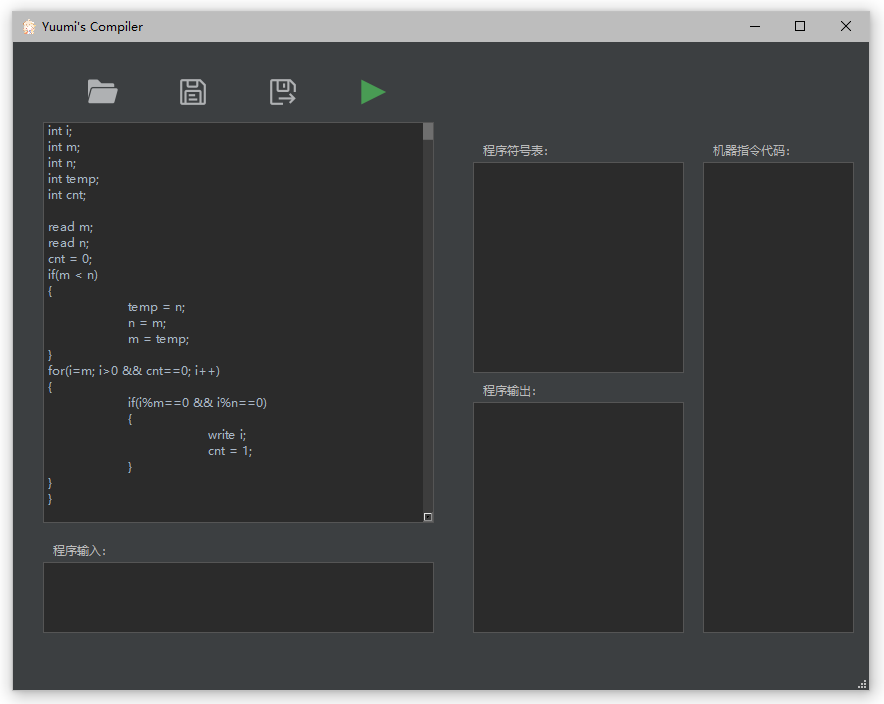 Yuumi's Compiler
int i;
int m;
int n;
int temp;
int cnt;
read m;
read n;
cnt = 0;
if(m < n)
{
temp = n;
n = m;
m = temp;
}
for(i=m; i>0 && cnt==0; i++)
{
if(i%m==0 && i%n==0)
{
write i;
cnt = 1;
}
}
}
程序输入:
程序符号表:
程序输出:
机器指令代码: